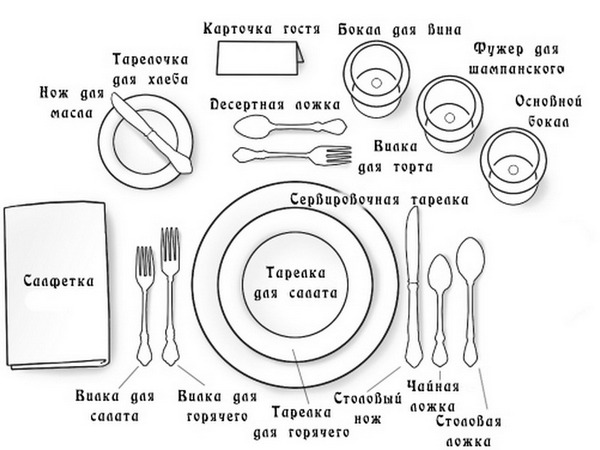 Карточка гостя
Бокал для вина
Фужер для
шампанского
Тарелочка
для хлеба
Нож для
масла
Десертная ложка
Основной
бокал
Вилка
для торта
Сервировочная тарелка
Салфетка
Тарелка
для салата
Вилка для
салата
Вилка для
горячего
Тарелка
для горячего
Столовый
нож
Чайная
ложка
Столовая
ложка